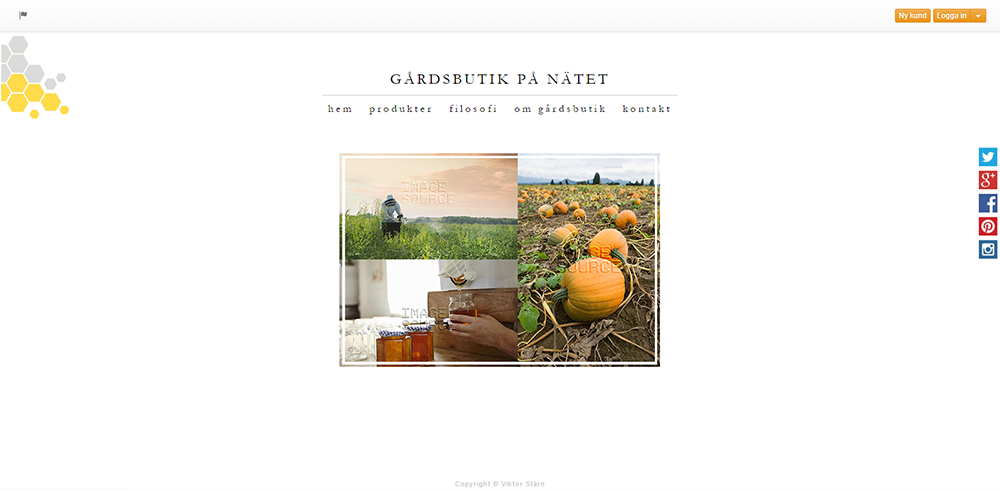 Ny kund Logga in
GÅRDSBUTIK PÅ NÄTET
hem produkter filosofi om gårdsbutik kontakt
IMAGE
SOURCE
IMAGE
SOURCE
IMAGE
SOURCE
Copyright © Viktor Stärn